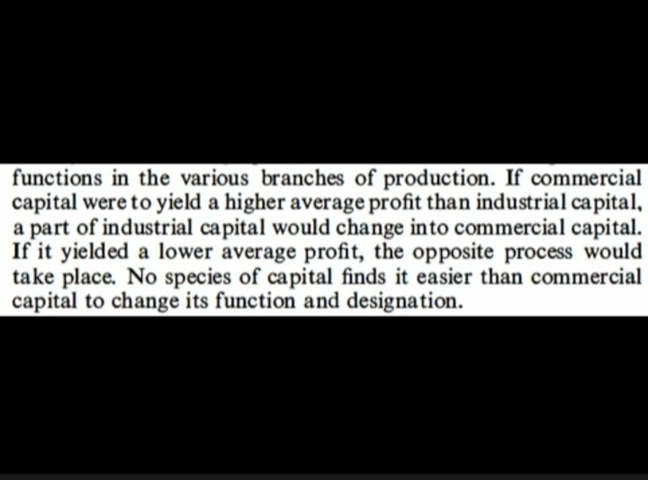 functions in the various branches of production. If commercial
capital were to yield a higher average profit than industrial capital,
a part of industrial capital would change into commercial capital.
If it yielded a lower average profit, the opposite process would
take place. No species of capital finds it easier than commercial
capital to change its function and designation.